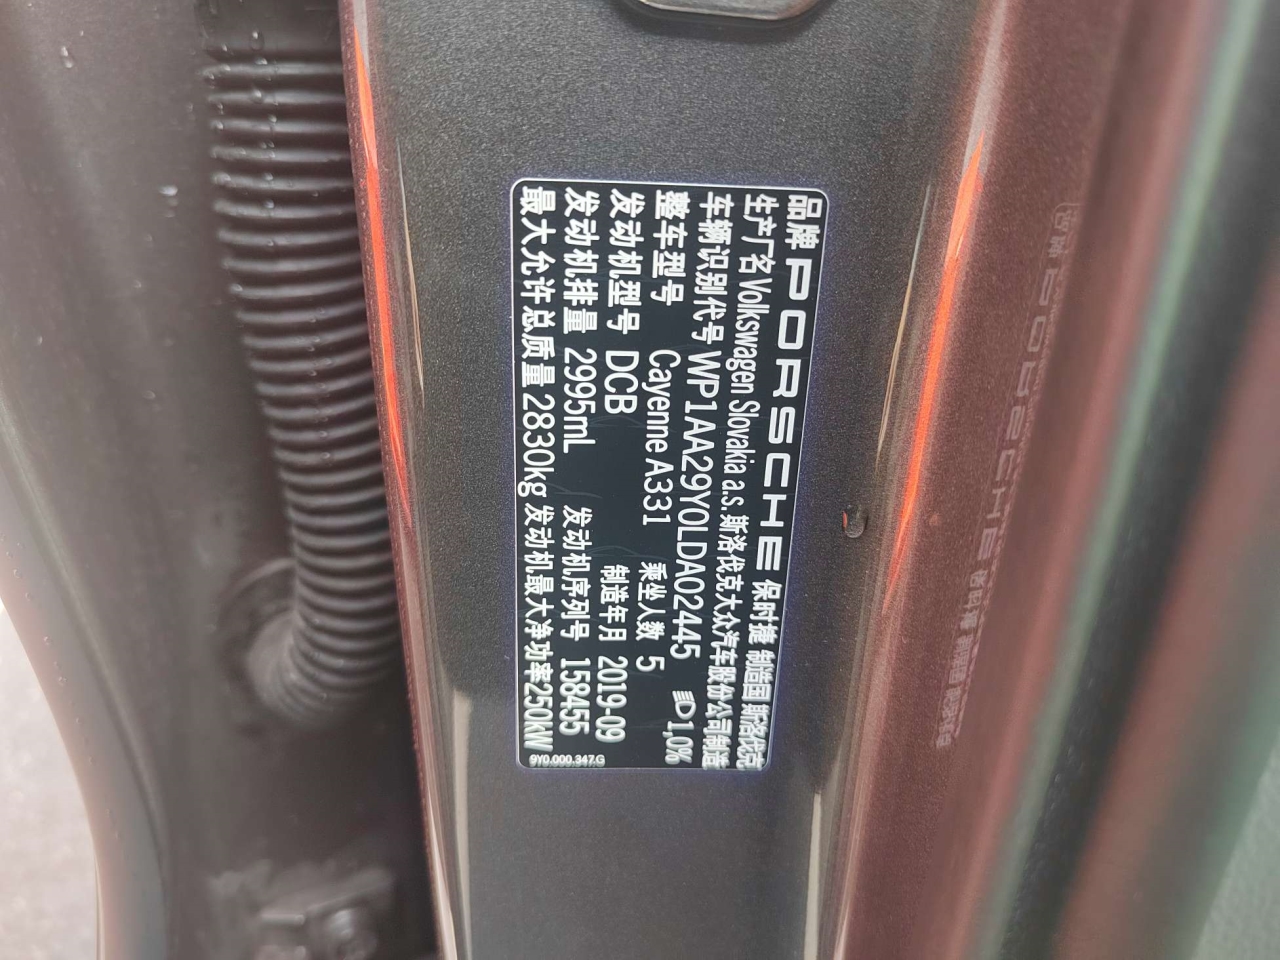 品牌 PORSCHE 保时捷 制造国 斯洛伐克
生产厂名 Volkswagen Slovakia a.s. 斯洛伐克大众汽车股份公司制造
车辆识别代号 WP1AA29Y0LDA02445 1,0%
整车型号 Cayenne A331 乘坐人数 5
发动机型号 DCB 制造年月 2019-09
发动机排量 2995mL 发动机序列号 158455
最大允许总质量 2830kg 发动机最大净功率 250kW
9Y0.000.347.G